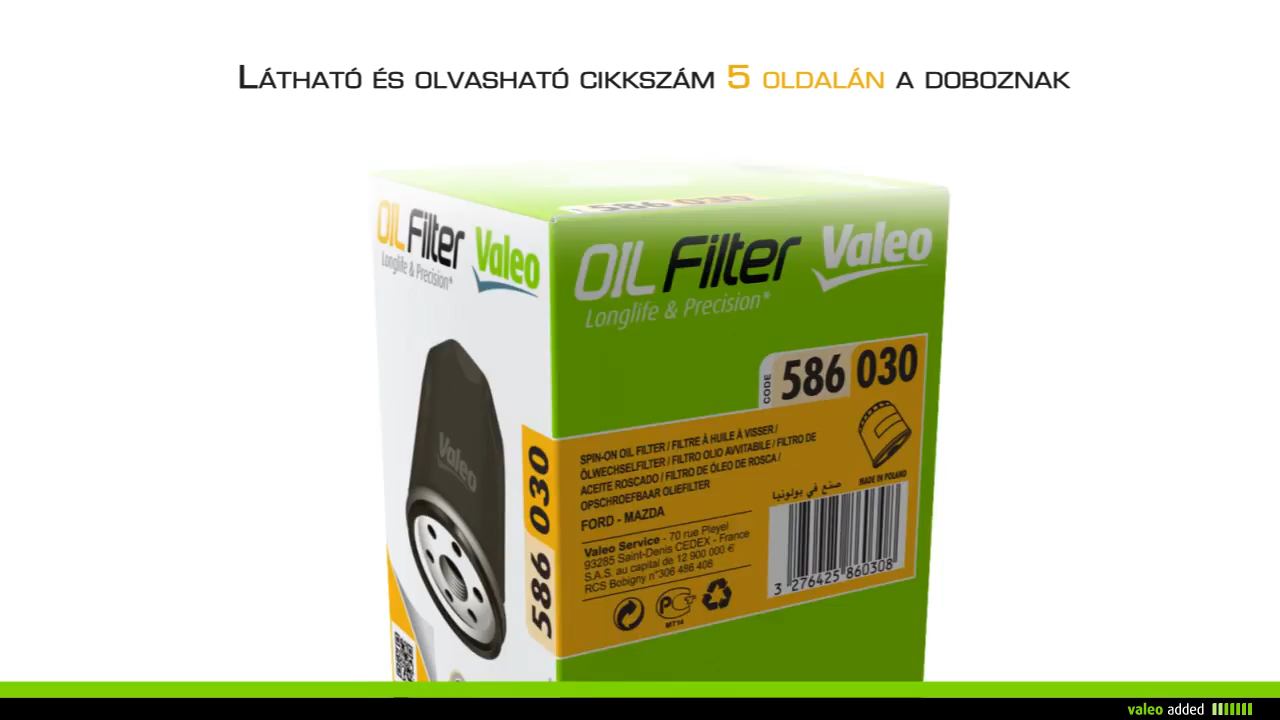 LÁTHATÓ ÉS OLVASHATÓ CIKKSZÁM 5 OLDALÁN A DOBOZNAK
586 030
OIL Filter Valeo
Longlife & Precision*
Valeo
586 030
OIL Filter Valeo
Longlife & Precision*
CODE 586 030
SPIN-ON OIL FILTER / FILTRE À HUILE À VISSER /
ÖLWECHSELFILTER / FILTRO OLIO AVVITABILE / FILTRO DE
ACEITE ROSCADO / FILTRO DE ÓLEO DE ROSCA /
OPSCHROEFBAAR OLIEFILTER
FORD - MAZDA
Valeo Service - 70 rue Pleyel
93285 Saint-Denis CEDEX - France
S.A.S. au capital de 12 900 000 €
RCS Bobigny n°306 486 408
PCT
MT14
MADE IN POLAND
صنع في بولونيا
3 276425 860308
valeo added